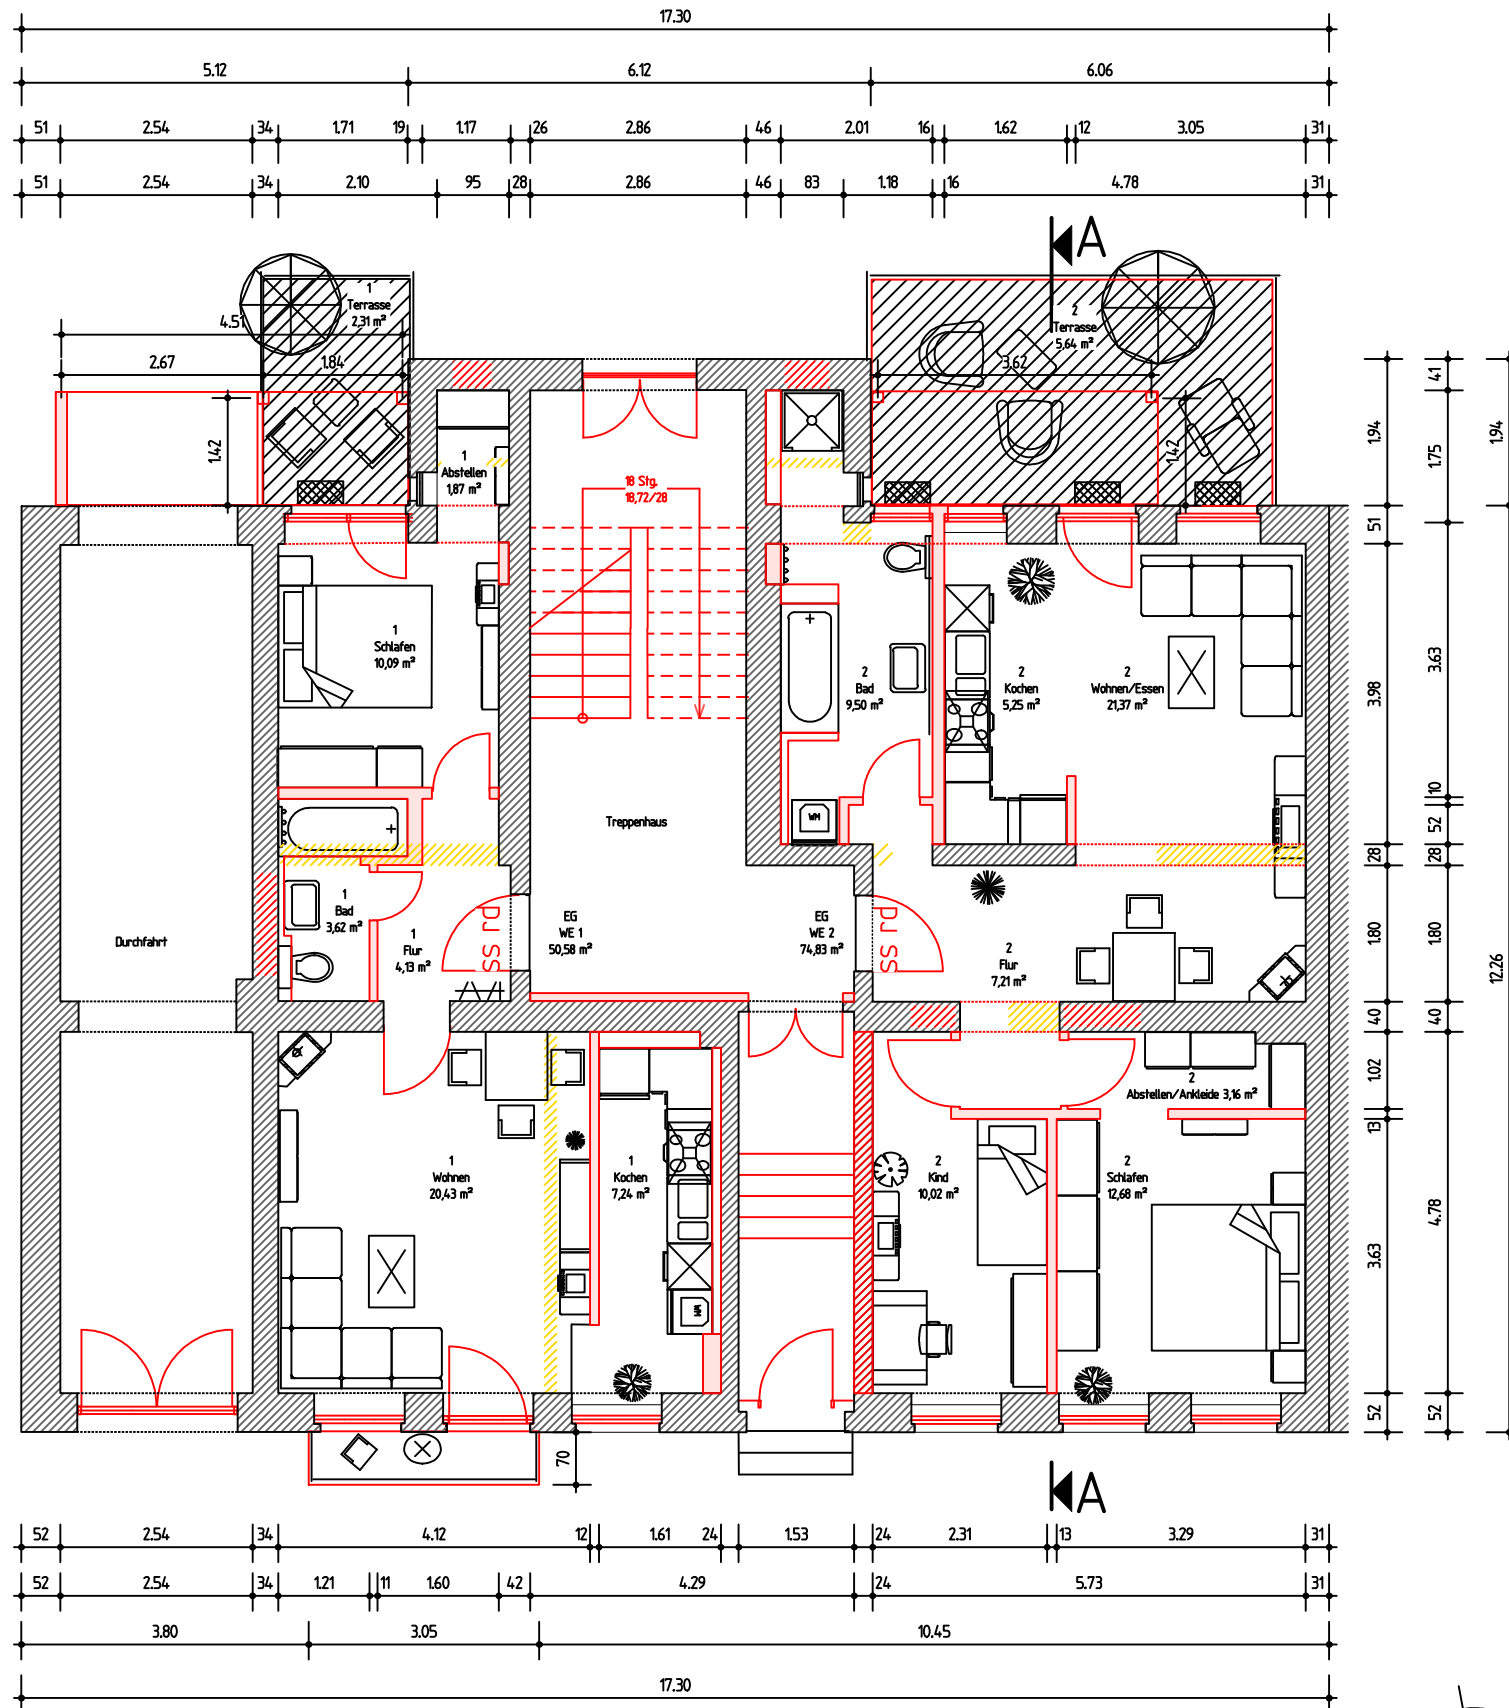 17.30
5.12 6.12 6.06
51 2.54 34 1.71 19 1.17 26 2.86 46 2.01 16 1.62 12 3.05 31
51 2.54 34 2.10 95 28 2.86 46 83 1.18 16 4.78 31
A
1
Terrasse
2,31 m²
4.51
2.67 1.84
1.42
2
Terrasse
5,64 m²
3.62
1.42
1
Abstellen
1,87 m²
18 Stg.
18,72/28
1
Schlafen
10,09 m²
2
Bad
9,50 m²
2
Kochen
5,25 m²
2
Wohnen/Essen
21,37 m²
Treppenhaus
WM
1
Bad
3,62 m²
1
Flur
4,13 m²
DJ SS
EG
WE 1
50,58 m²
EG
WE 2
74,83 m²
DJ SS
2
Flur
7,21 m²
Durchfahrt
1
Wohnen
20,43 m²
1
Kochen
7,24 m²
WM
2
Kind
10,02 m²
2
Abstellen/Ankleide 3,16 m²
2
Schlafen
12,68 m²
70
A
1.94 51 3.98 28 1.80 40 1.02 13 3.63 52
41 1.75 3.63 10 52 28 1.80 40 4.78 52
1.94 12.26
52 2.54 34 4.12 12 1.61 24 1.53 24 2.31 13 3.29 31
52 2.54 34 1.21 11 1.60 42 4.29 24 5.73 31
3.80 3.05 10.45
17.30